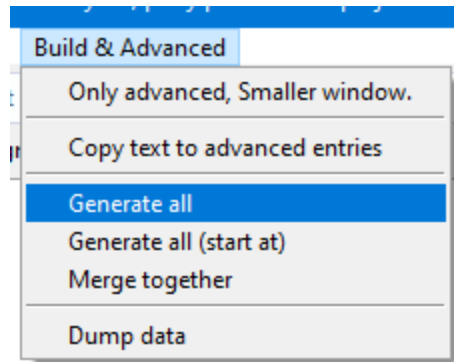 Build & Advanced
Only advanced, Smaller window.
Copy text to advanced entries
Generate all
Generate all (start at)
Merge together
Dump data